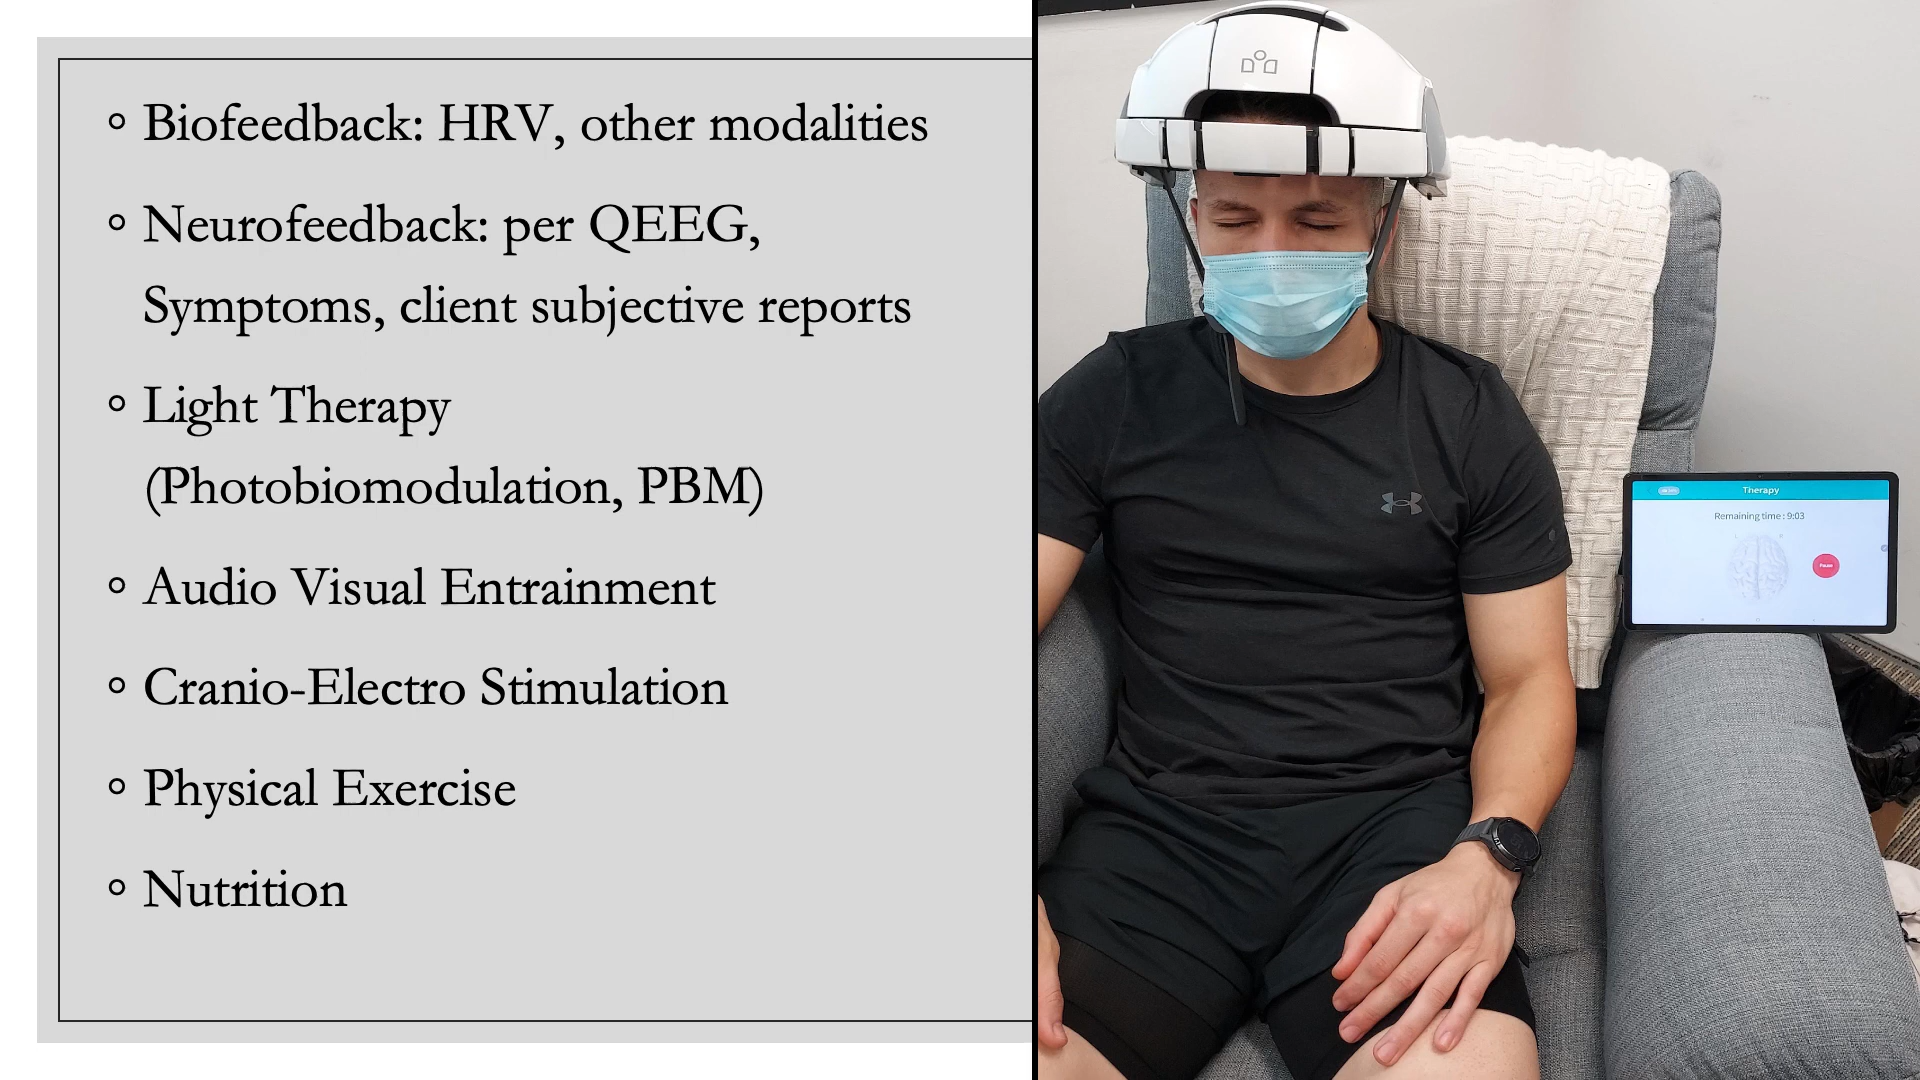 Biofeedback: HRV, other modalities
Neurofeedback: per QEEG,
Symptoms, client subjective reports
Light Therapy
(Photobiomodulation, PBM)
Audio Visual Entrainment
Cranio-Electro Stimulation
Physical Exercise
Nutrition
Therapy
Remaining time : 9:03
Pause